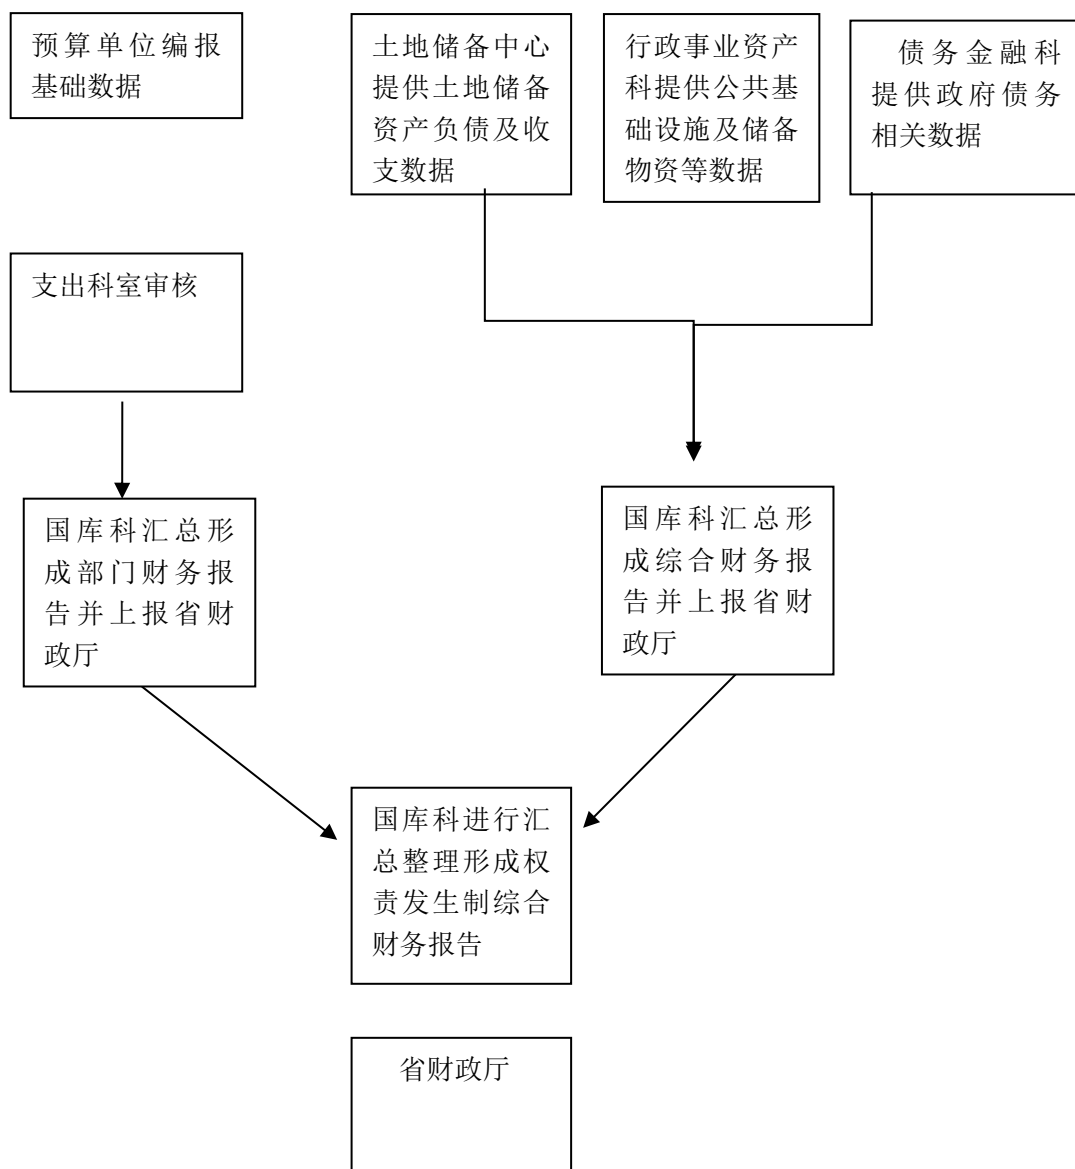 预算单位编报
基础数据
土地储备中心
提供土地储备
资产负债及收
支数据
行政事业资产
科提供公共基
础设施及储备
物资等数据
债务金融科
提供政府债务
相关数据
支出科室审核
国库科汇总形
成部门财务报
告并上报省财
政厅
国库科汇总形
成综合财务报
告并上报省财
政厅
国库科进行汇
总整理形成权
责发生制综合
财务报告
省财政厅